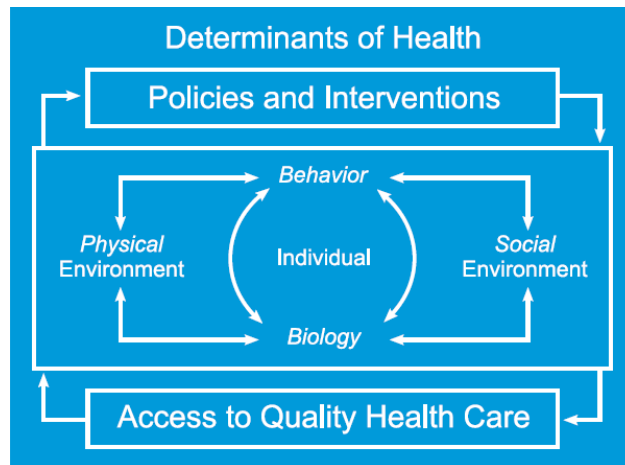 Determinants of Health
Policies and Interventions
Behavior
Physical
Environment
Individual
Social
Environment
Biology
Access to Quality Health Care